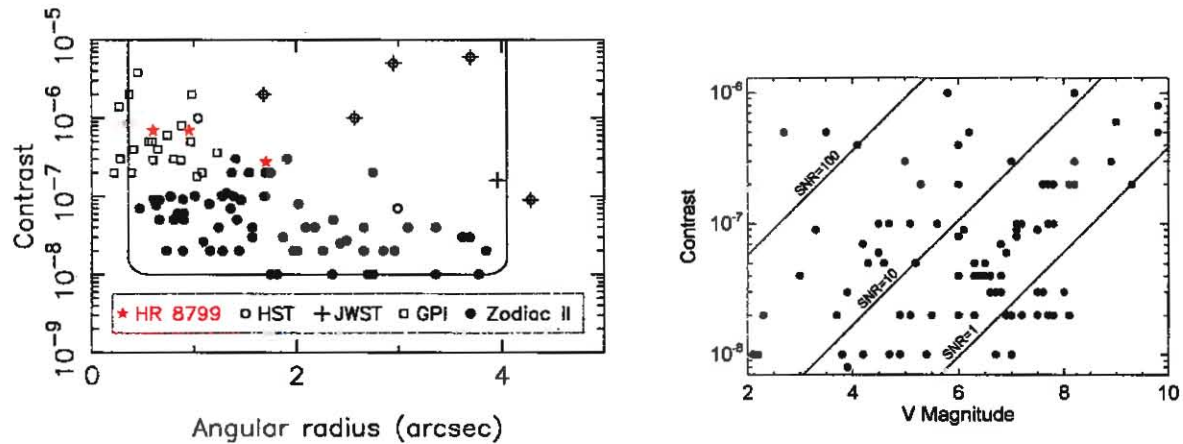 10⁻⁵
10⁻⁶
10⁻⁷
10⁻⁸
10⁻⁹
Contrast
★ HR 8799 HST JWST GPI ● Zodiac II
0 2 4
Angular radius (arcsec)
10⁻⁶
10⁻⁷
10⁻⁸
Contrast
SNR=100
SNR=10
SNR=1
2 4 6 8 10
V Magnitude